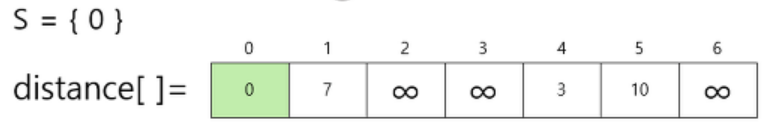 S = { 0 }
0 1 2 3 4 5 6
distance[ ]= 0 7 ∞ ∞ 3 10 ∞